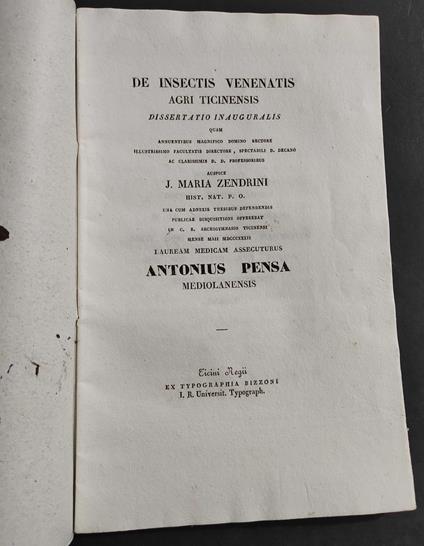 DE INSECTIS VENENATIS
AGRI TICINENSIS
DISSERTATIO INAUGURALIS
QUAM
ANNUENTIBUS MAGNIFICO DOMINO RECTORE
ILLUSTRISSIMO FACULTATIS DIRECTORE, SPECTABILI D. DECANO
AC CLARISSIMIS D. D. PROFESSORIBUS
AUSPICE
J. MARIA ZENDRINI
HIST. NAT. P. O.
UNA CUM ADNEXIS THESIBUS DEFENDENDIS
PUBLICAE DISQUISITIONI OFFEREBAT
IN C. R. ARCHIGYMNASIO TICINENSI
MENSE MAII
LAUREAM MEDICAM ASSECUTURUS
ANTONIUS PENSA
MEDIOLANENSIS
Ticini Regii
EX TYPOGRAPHIA BIZZONI
I. R. Universit. Typograph.